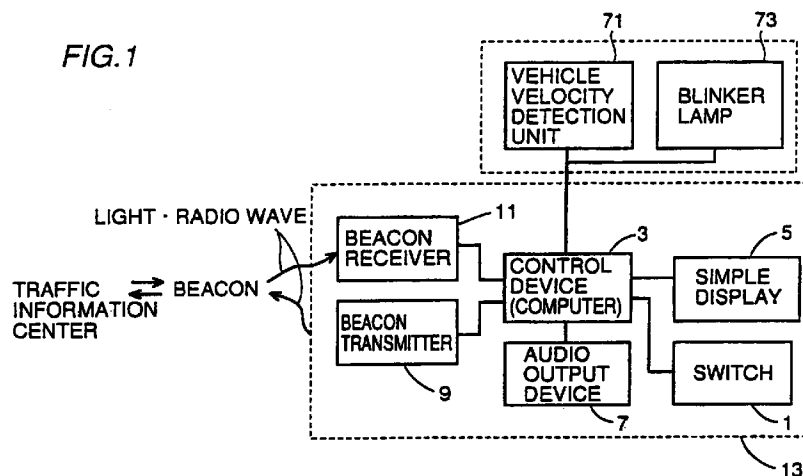 FIG.1
71
73
VEHICLE
VELOCITY
DETECTION
UNIT
BLINKER
LAMP
LIGHT · RADIO WAVE
11
3
5
BEACON
RECEIVER
CONTROL
DEVICE
(COMPUTER)
SIMPLE
DISPLAY
TRAFFIC
INFORMATION
CENTER
BEACON
BEACON
TRANSMITTER
AUDIO
OUTPUT
DEVICE
SWITCH
9
7
1
13